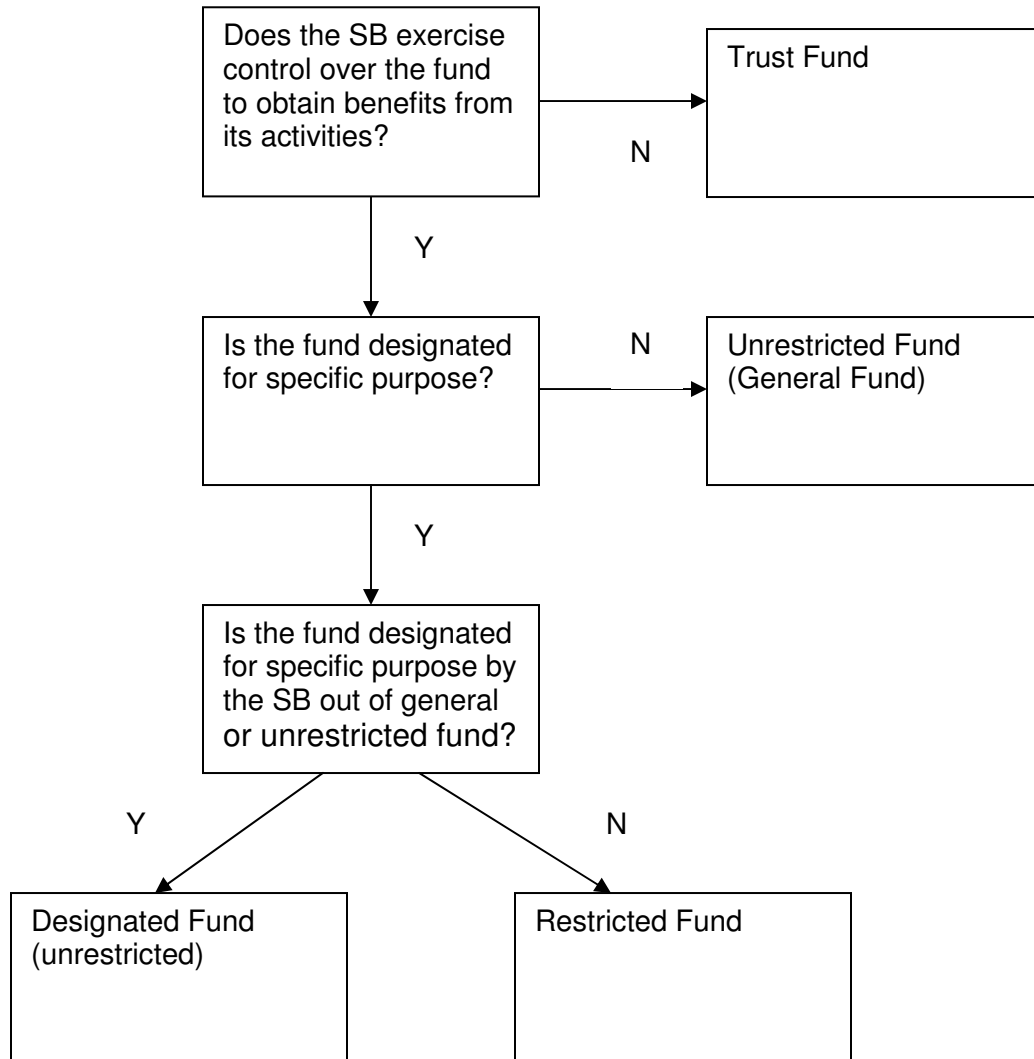 Does the SB exercise
control over the fund
to obtain benefits from
its activities?
Trust Fund
N
Y
Is the fund designated
for specific purpose?
N
Unrestricted Fund
(General Fund)
Y
Is the fund designated
for specific purpose by
the SB out of general
or unrestricted fund?
Y
N
Designated Fund
(unrestricted)
Restricted Fund